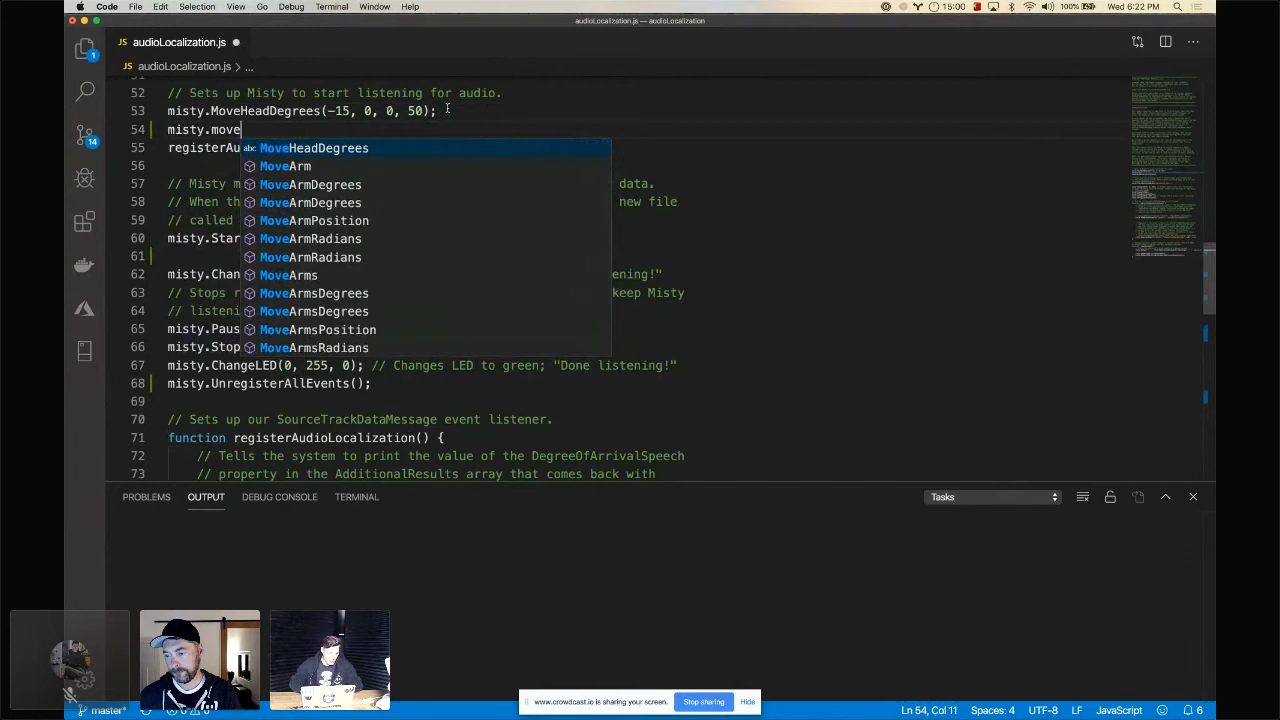 Code File Edit Selection View Go Debug Terminal Window Help
15:00 100% Wed 6:22 PM
audioLocalization.js — audioLocalization
JS audioLocalization.js
JS audioLocalization.js > ...
51
52 // Sets up Misty to start listening for audio.
53 misty.MoveHeadDegrees(-15, 0, 0, 50);
54 misty.move
MoveHeadDegrees
55 registerAu
56 MoveArm
57 // Misty m MoveArmDegrees data.
58 // When th MoveArmDegrees new file
59 // called MoveArmPosition
60 misty.Star MoveArmRadians
61 MoveArmRadians
62 misty.Chan MoveArms ening!"
63 // Stops r MoveArmsDegrees keep Misty
64 // listeni MoveArmsDegrees
65 misty.Paus MoveArmsPosition
66 misty.Stop MoveArmsRadians
67 misty.ChangeLED(0, 255, 0); // Changes LED to green; "Done listening!"
68 misty.UnregisterAllEvents();
69
70 // Sets up our SourceTrackDataMessage event listener.
71 function registerAudioLocalization() {
72 // Tells the system to print the value of the DegreeOfArrivalSpeech
73 // property in the AdditionalResults array that comes back with
1
14
PROBLEMS OUTPUT DEBUG CONSOLE TERMINAL Tasks
www.crowdcast.io is sharing your screen. Stop sharing Hide
master* Ln 54, Col 11 Spaces: 4 UTF-8 LF JavaScript 6